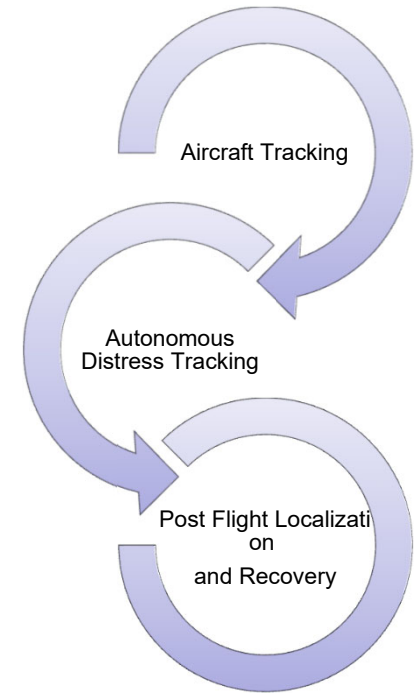 Aircraft Tracking
Autonomous
Distress Tracking
Post Flight Localizati
on
and Recovery